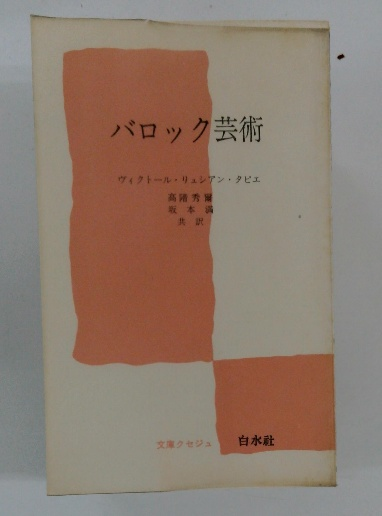 バロック芸術
ヴィクトール・リュシアン・タピエ
高階秀爾
坂本満
共訳
文庫クセジュ 白水社